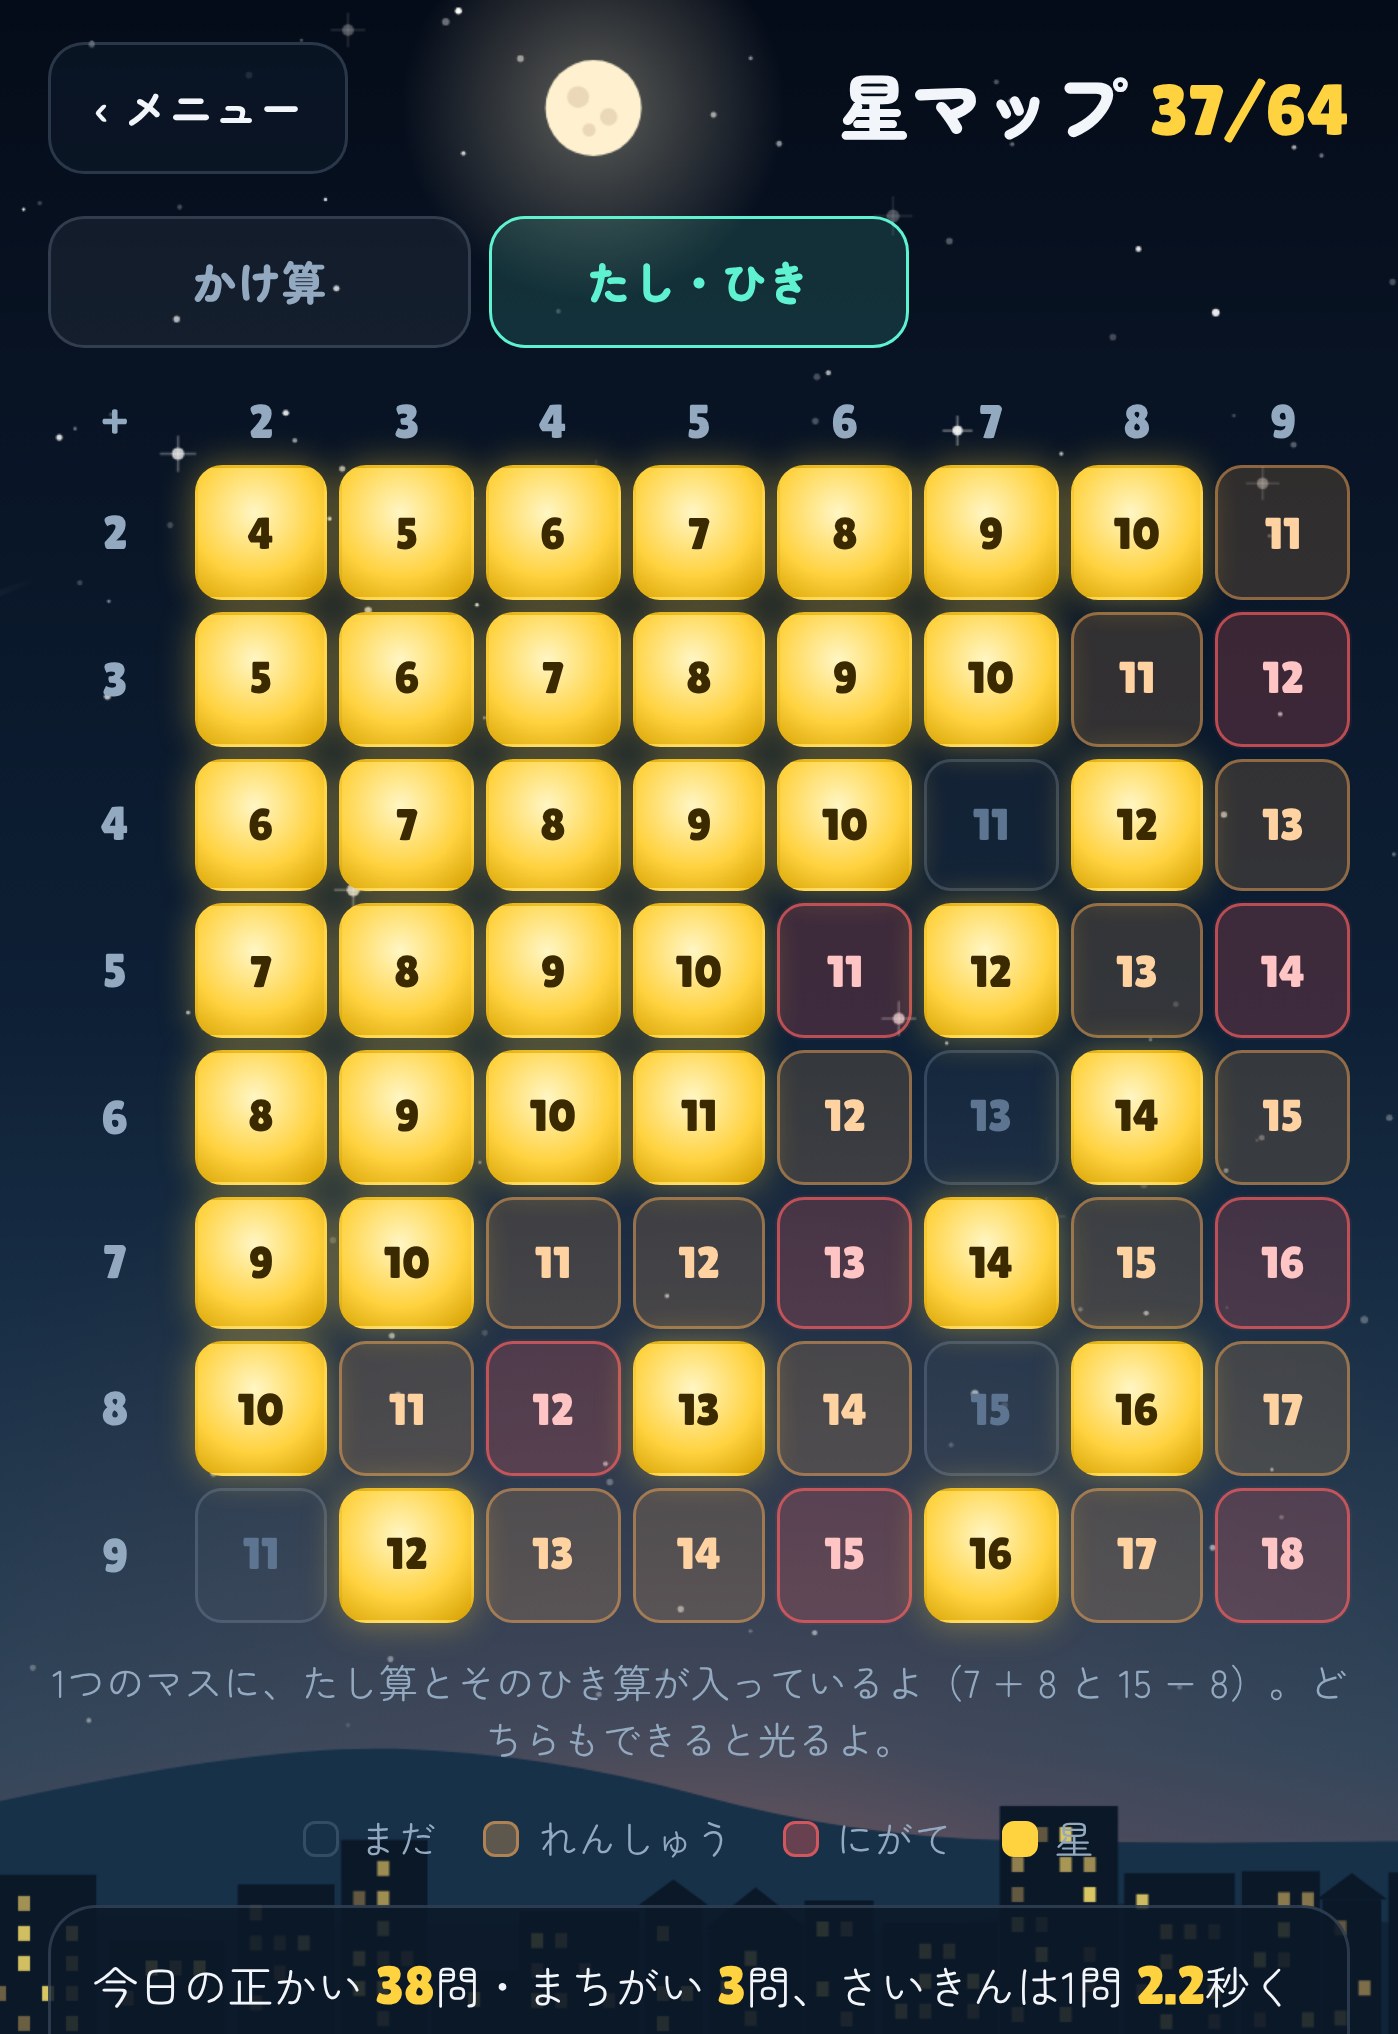 ‹ メニュー
星マップ 37/64
かけ算
たし・ひき
+ 2 3 4 5 6 7 8 9
2 4 5 6 7 8 9 10 11
3 5 6 7 8 9 10 11 12
4 6 7 8 9 10 11 12 13
5 7 8 9 10 11 12 13 14
6 8 9 10 11 12 13 14 15
7 9 10 11 12 13 14 15 16
8 10 11 12 13 14 15 16 17
9 11 12 13 14 15 16 17 18
1つのマスに、たし算とそのひき算が入っているよ（7 + 8 と 15 − 8）。ど
ちらもできると光るよ。
まだ れんしゅう にがて 星
今日の正かい 38問・まちがい 3問、さいきんは1問 2.2秒く